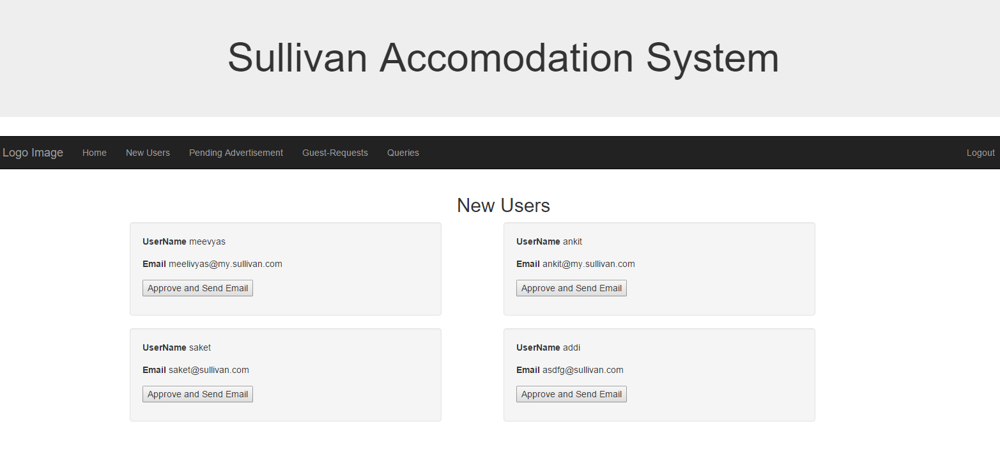 Sullivan Accomodation System
Logo Image Home New Users Pending Advertisement Guest-Requests Queries Logout
New Users
UserName meevyas
Email meelivyas@my.sullivan.com
Approve and Send Email
UserName ankit
Email ankit@my.sullivan.com
Approve and Send Email
UserName saket
Email saket@sullivan.com
Approve and Send Email
UserName addi
Email asdfg@sullivan.com
Approve and Send Email